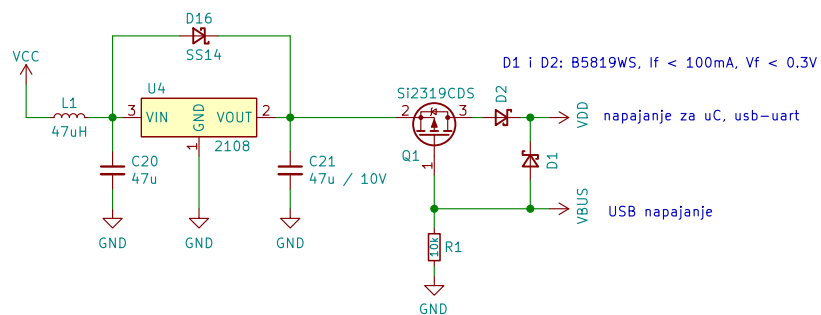 D16
SS14
VCC
D1 i D2: B5819WS, If < 100mA, Vf < 0.3V
L1
47uH
U4
3
VIN
GND
VOUT
2
1
2108
Si2319CDS
2
3
Q1
1
D2
VDD
napajanje za uC, usb-uart
C20
47u
C21
47u / 10V
D1
VBUS
USB napajanje
GND
GND
GND
10k
R1
GND